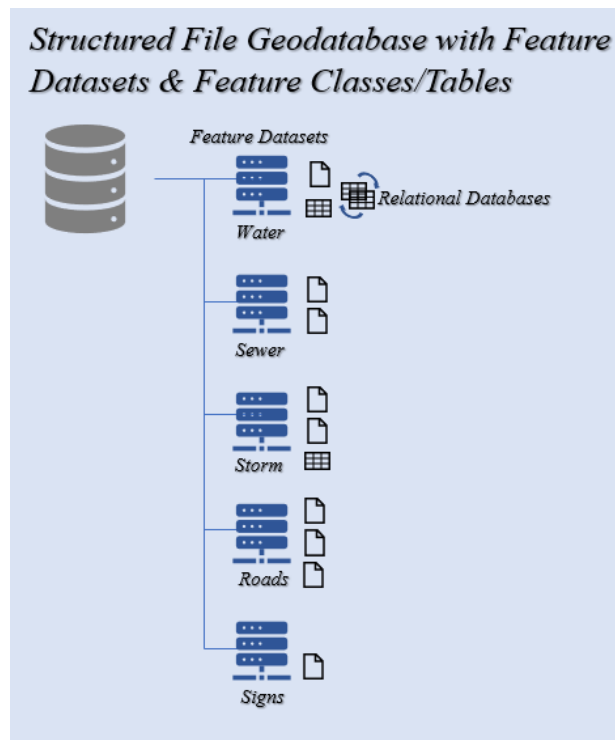 Structured File Geodatabase with Feature
Datasets & Feature Classes/Tables
Feature Datasets
Relational Databases
Water
Sewer
Storm
Roads
Signs